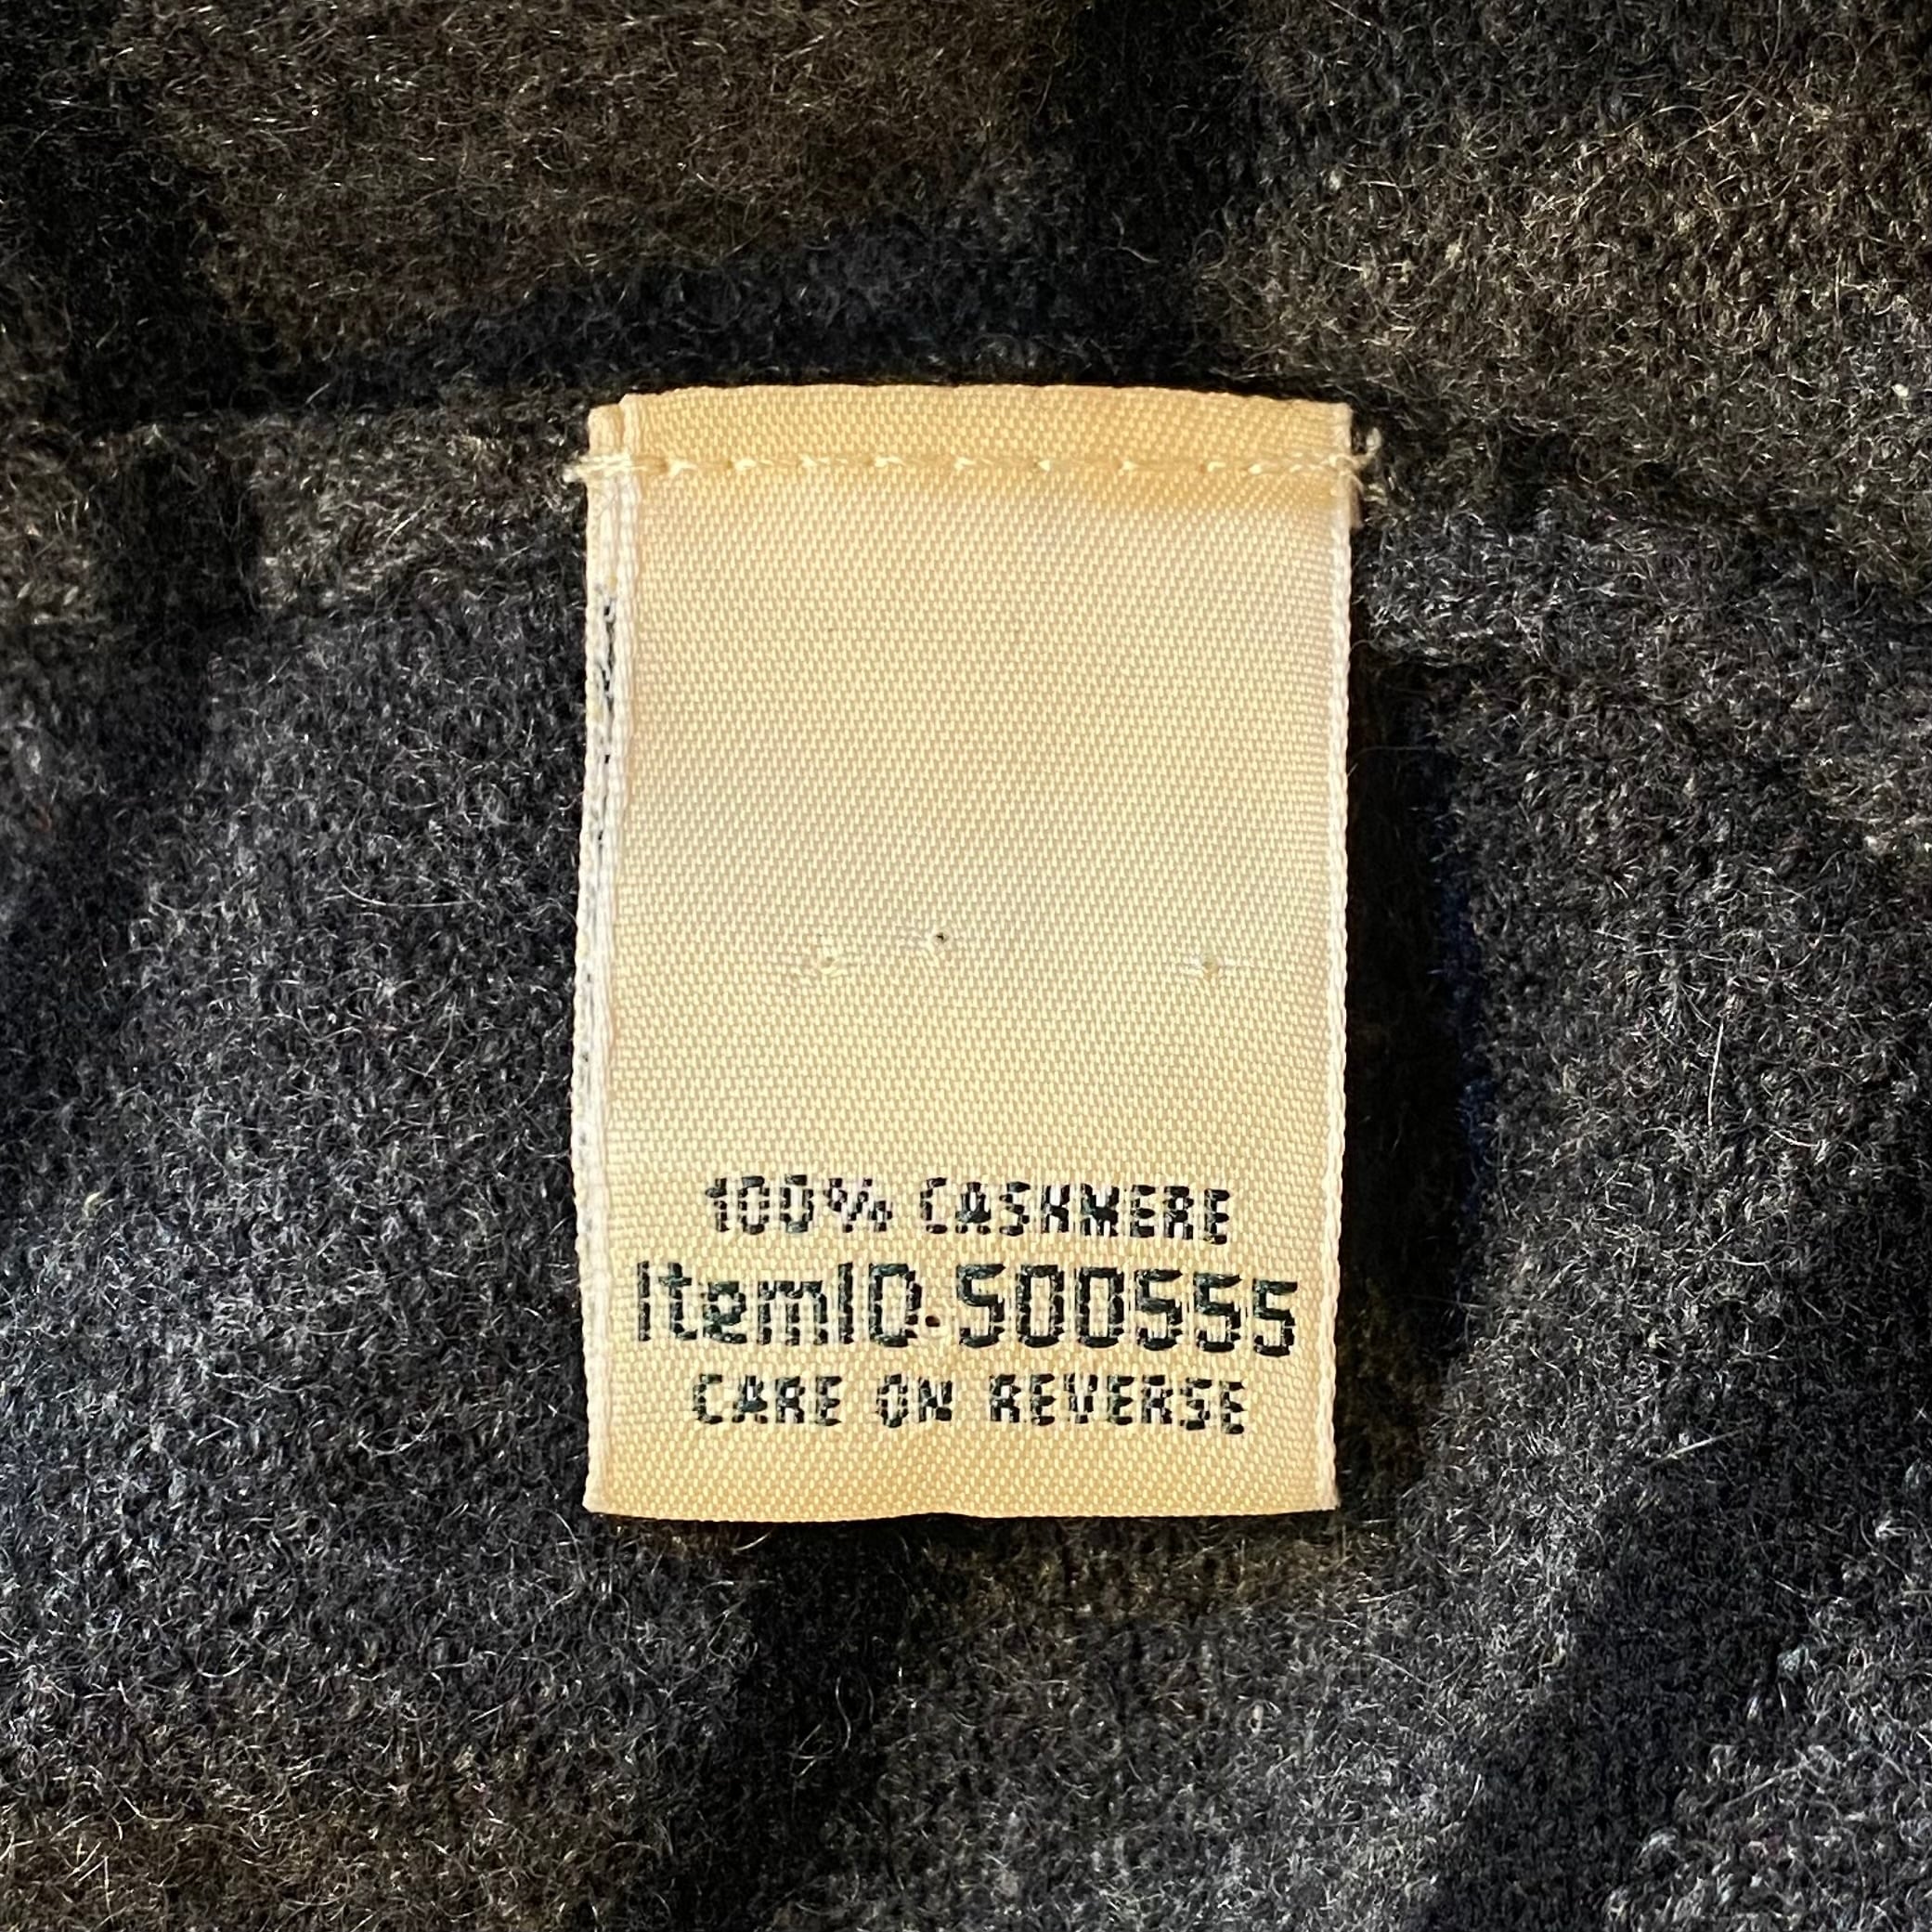 100% CASHMERE
ItemID.500555
CARE ON REVERSE